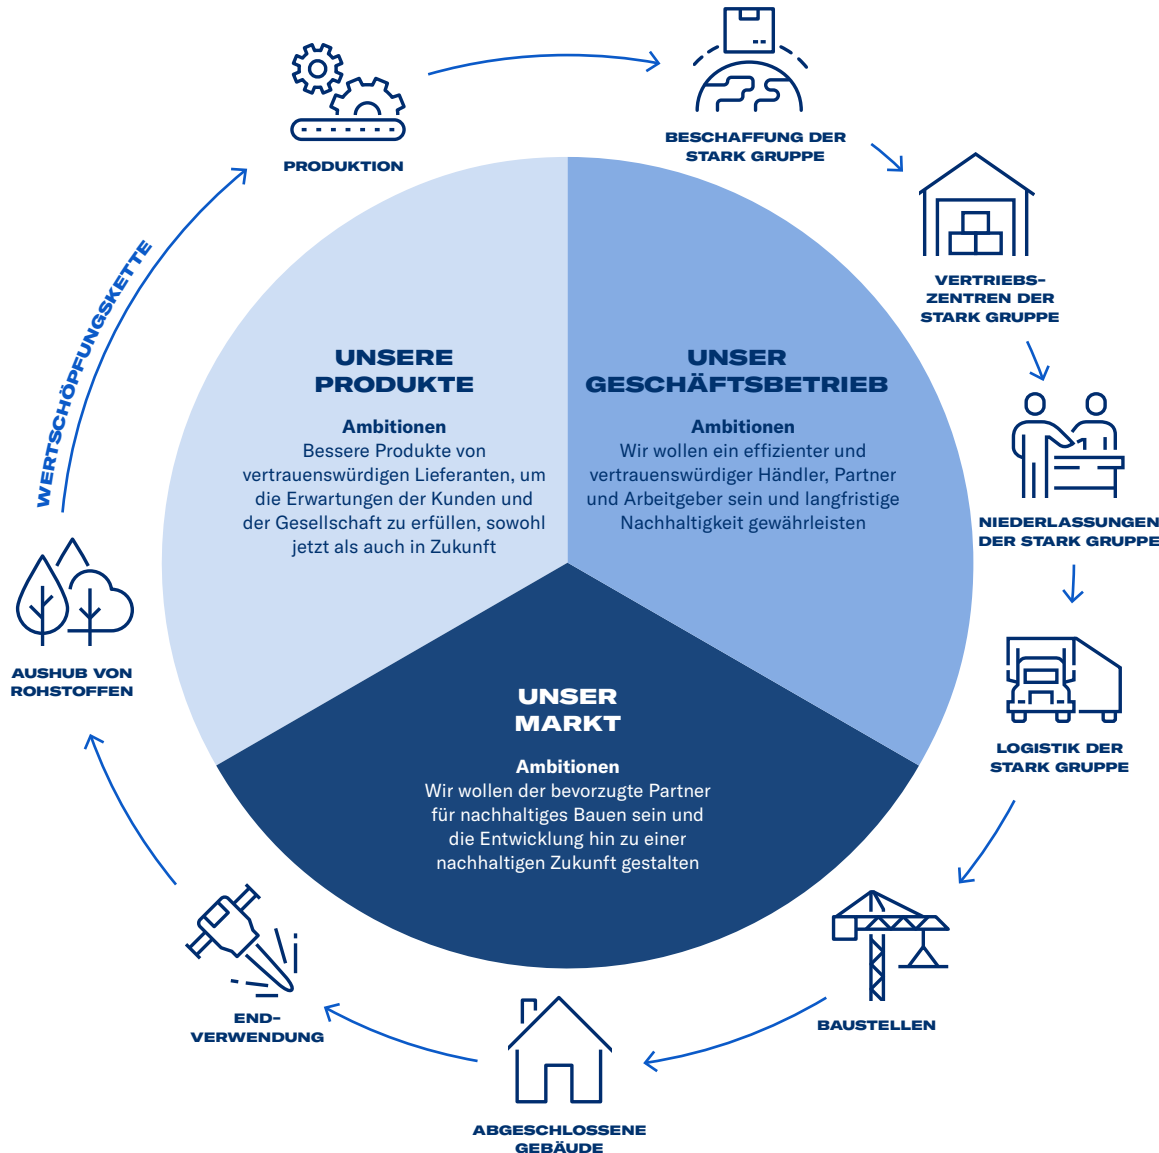 PRODUKTION
BESCHAFFUNG DER
STARK GRUPPE
VERTRIEBS-
ZENTREN DER
STARK GRUPPE
NIEDERLASSUNGEN
DER STARK GRUPPE
LOGISTIK DER
STARK GRUPPE
BAUSTELLEN
ABGESCHLOSSENE
GEBÄUDE
END-
VERWENDUNG
AUSHUB VON
ROHSTOFFEN
WERTSCHÖPFUNGSKETTE
UNSERE
PRODUKTE
Ambitionen
Bessere Produkte von
vertrauenswürdigen Lieferanten, um
die Erwartungen der Kunden und
der Gesellschaft zu erfüllen, sowohl
jetzt als auch in Zukunft
UNSER
GESCHÄFTSBETRIEB
Ambitionen
Wir wollen ein effizienter und
vertrauenswürdiger Händler, Partner
und Arbeitgeber sein und langfristige
Nachhaltigkeit gewährleisten
UNSER
MARKT
Ambitionen
Wir wollen der bevorzugte Partner
für nachhaltiges Bauen sein und
die Entwicklung hin zu einer
nachhaltigen Zukunft gestalten